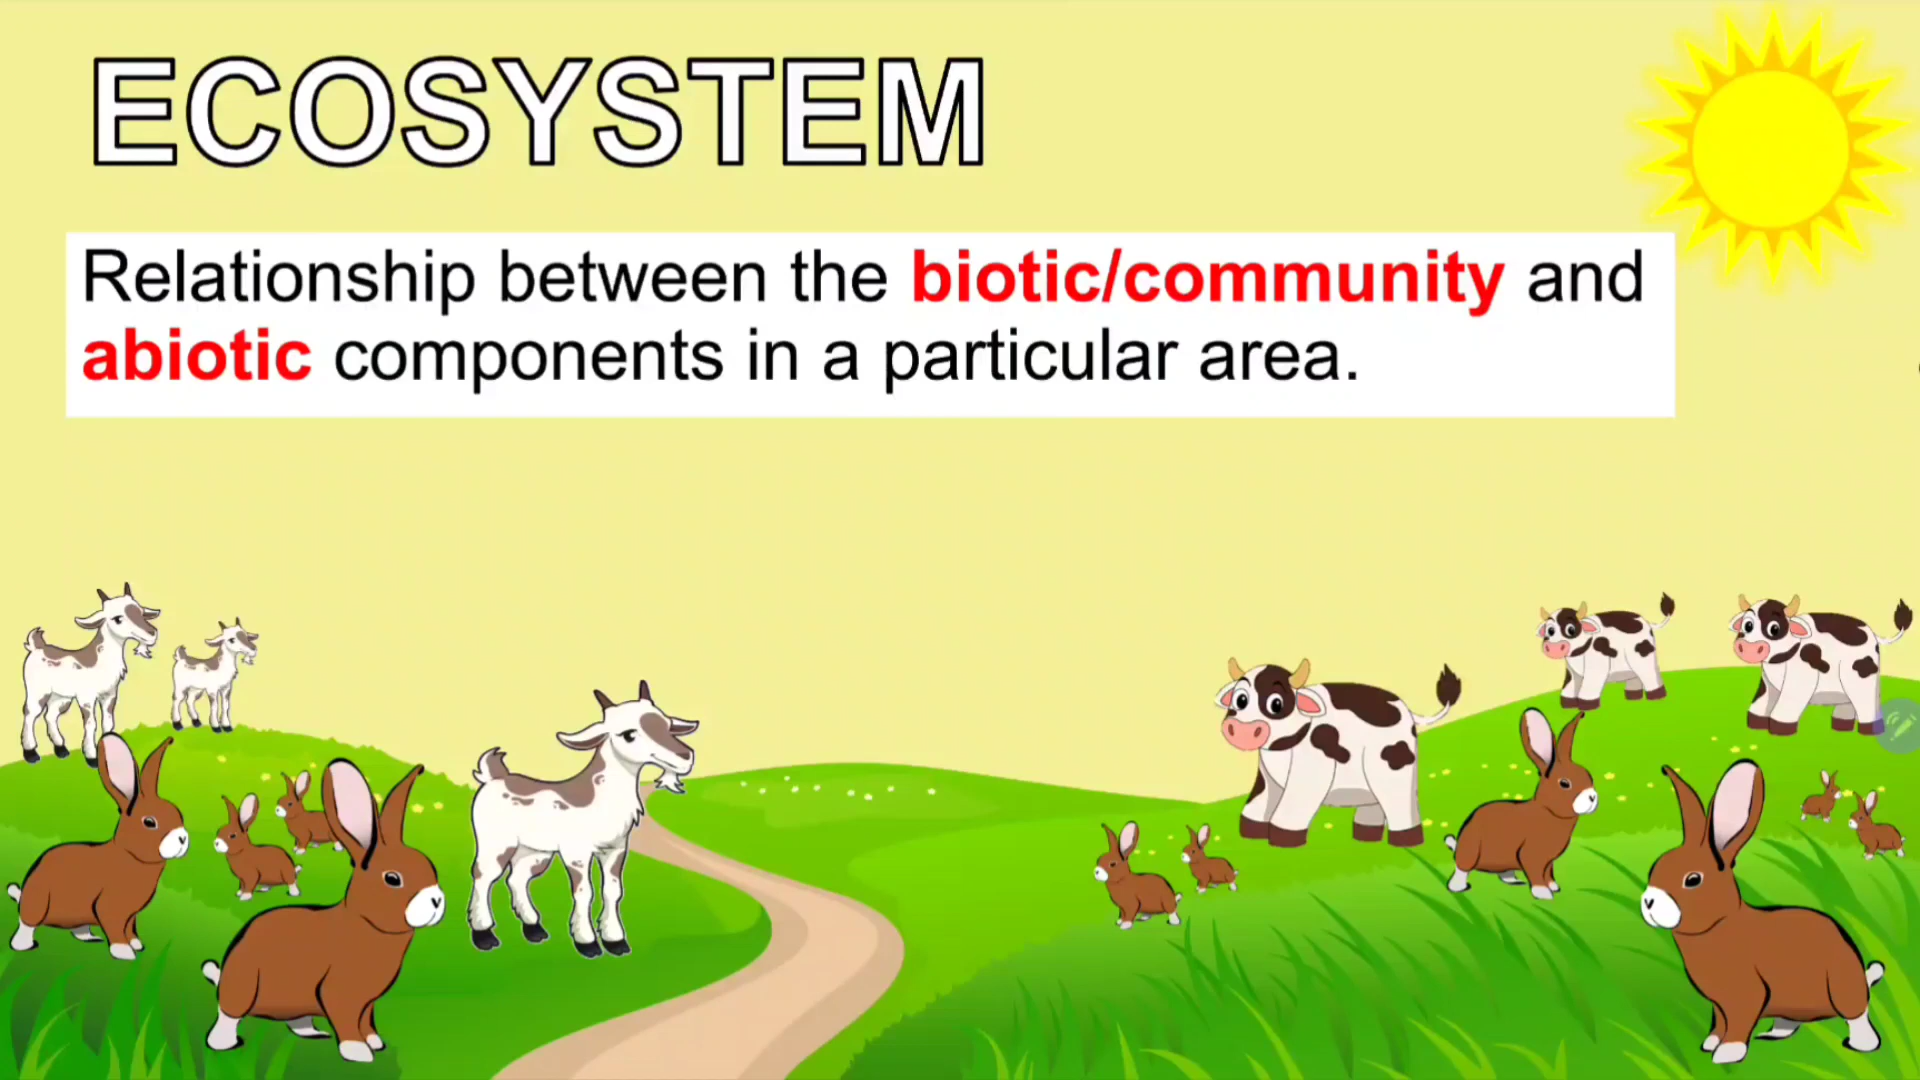 ECOSYSTEM
Relationship between the biotic/community and
abiotic components in a particular area.